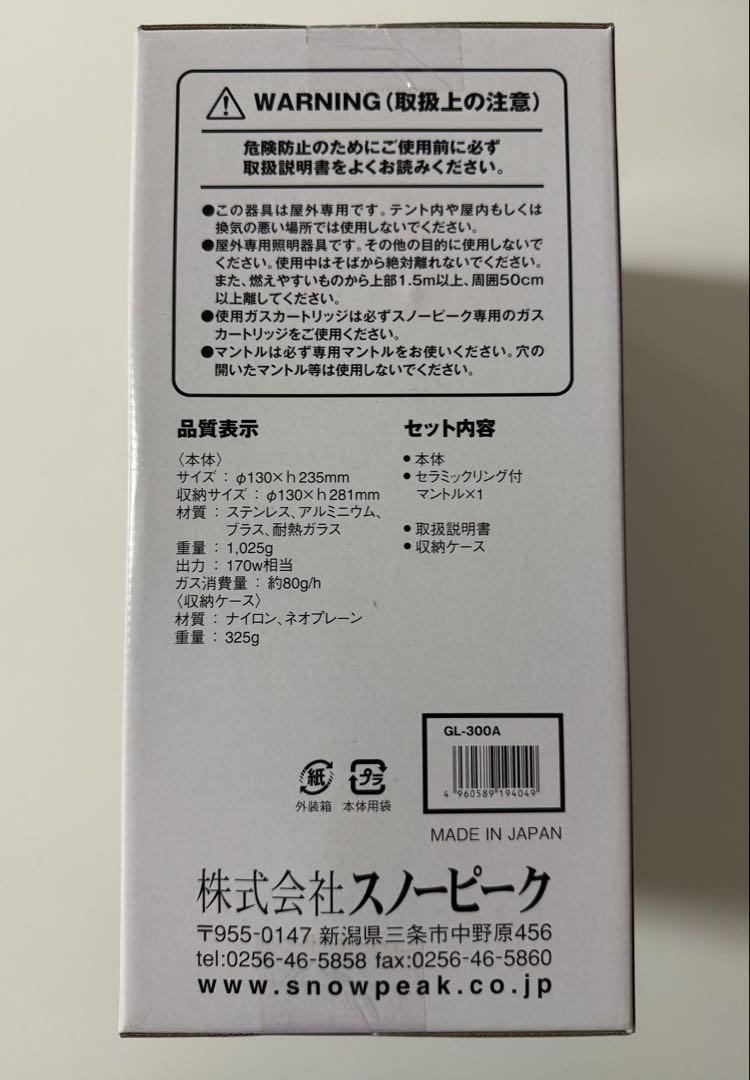 WARNING(取扱上の注意)
危険防止のためにご使用前に必ず
取扱説明書をよくお読みください。
●この器具は屋外専用です。テント内や屋内もしくは
換気の悪い場所では使用しないでください。
●屋外専用照明器具です。その他の目的に使用しないで
ください。使用中はそばから絶対離れないでください。
また、燃えやすいものから上部1.5m以上、周囲50cm
以上離してください。
●使用ガスカートリッジは必ずスノーピーク専用のガス
カートリッジをご使用ください。
●マントルは必ず専用マントルをお使いください。穴の
開いたマントル等は使用しないでください。
品質表示
〈本体〉
サイズ：φ130×h235mm
収納サイズ：φ130×h281mm
材質：ステンレス、アルミニウム、
ブラス、耐熱ガラス
重量：1,025g
出力：170w相当
ガス消費量：約80g/h
〈収納ケース〉
材質：ナイロン、ネオプレーン
重量：325g
セット内容
●本体
●セラミックリング付
マントル×1
●取扱説明書
●収納ケース
GL-300A
4 960589 194049
紙 プラ
外装箱 本体用袋
MADE IN JAPAN
株式会社スノーピーク
〒955-0147 新潟県三条市中野原456
tel:0256-46-5858 fax:0256-46-5860
www.snowpeak.co.jp